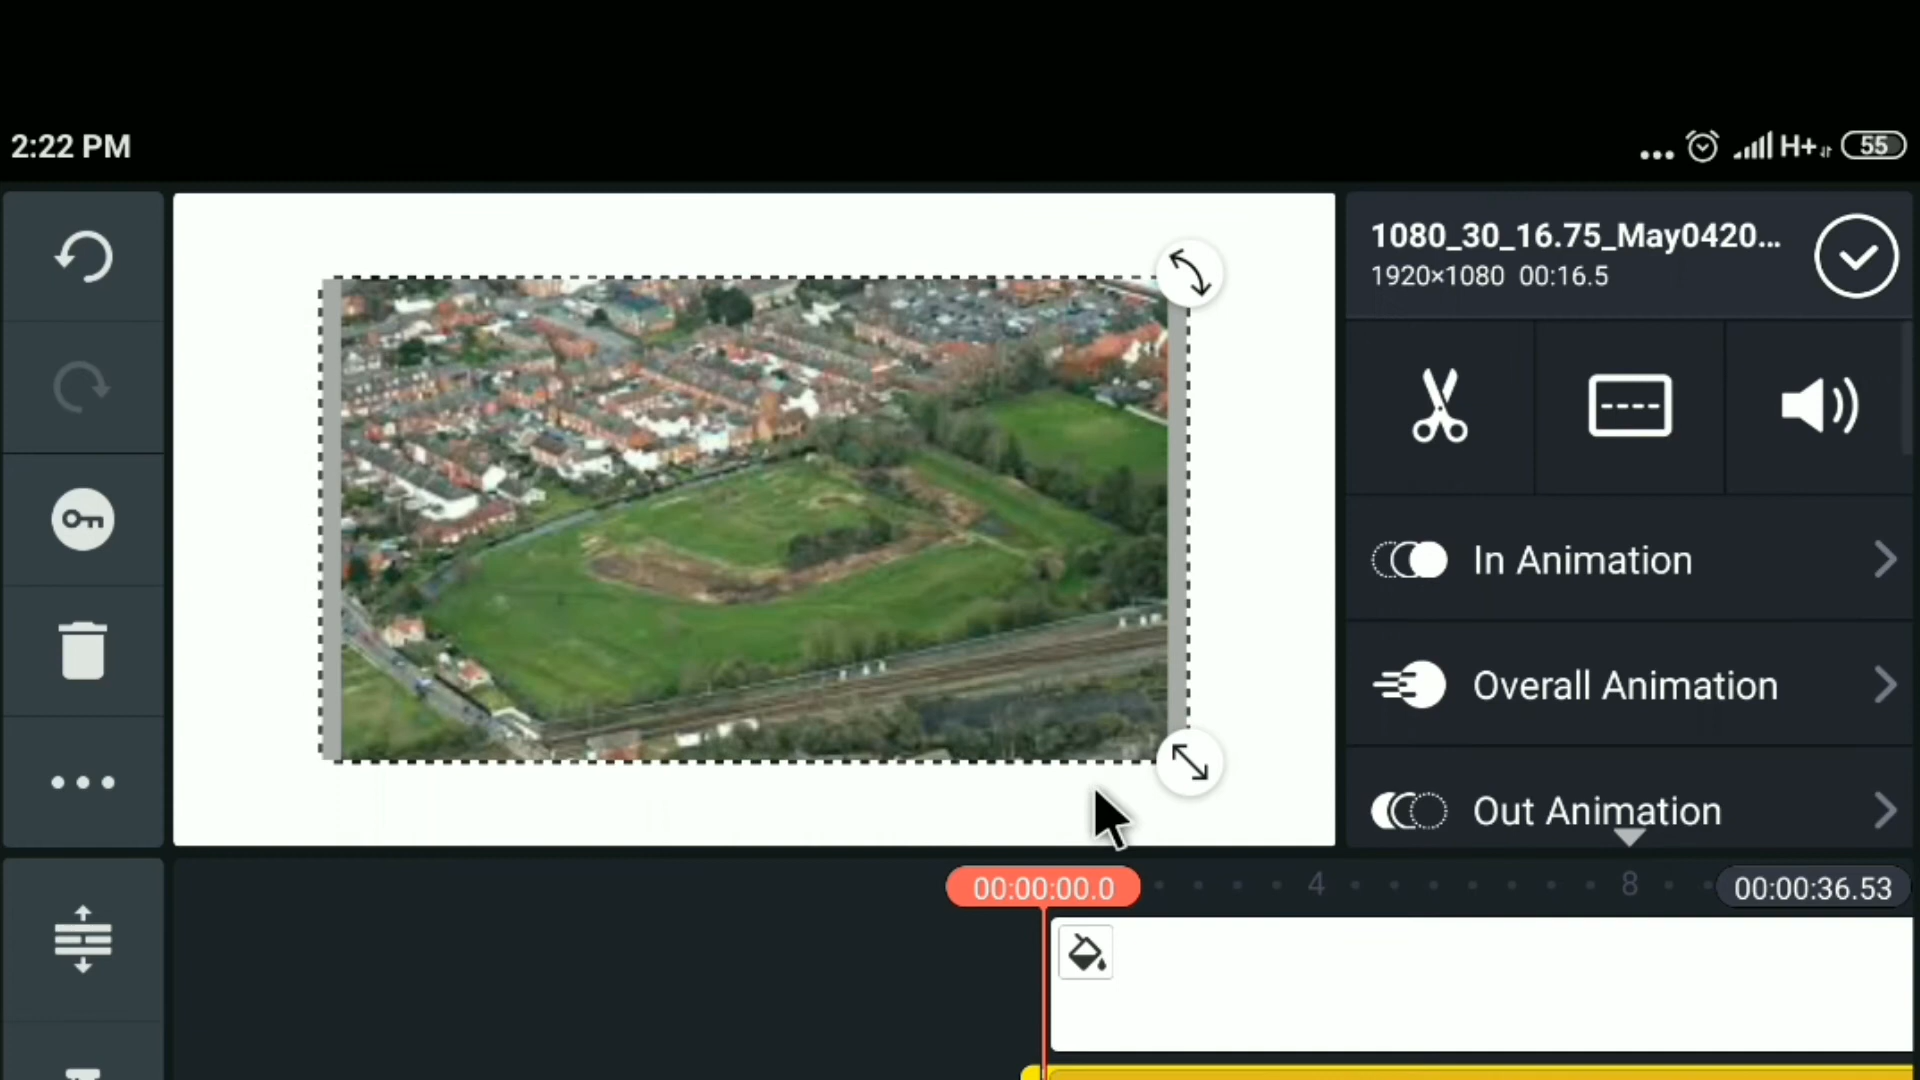 2:22 PM
H+
55
1080_30_16.75_May0420...
1920×1080 00:16.5
In Animation
Overall Animation
Out Animation
00:00:00.0
4
8
00:00:36.53